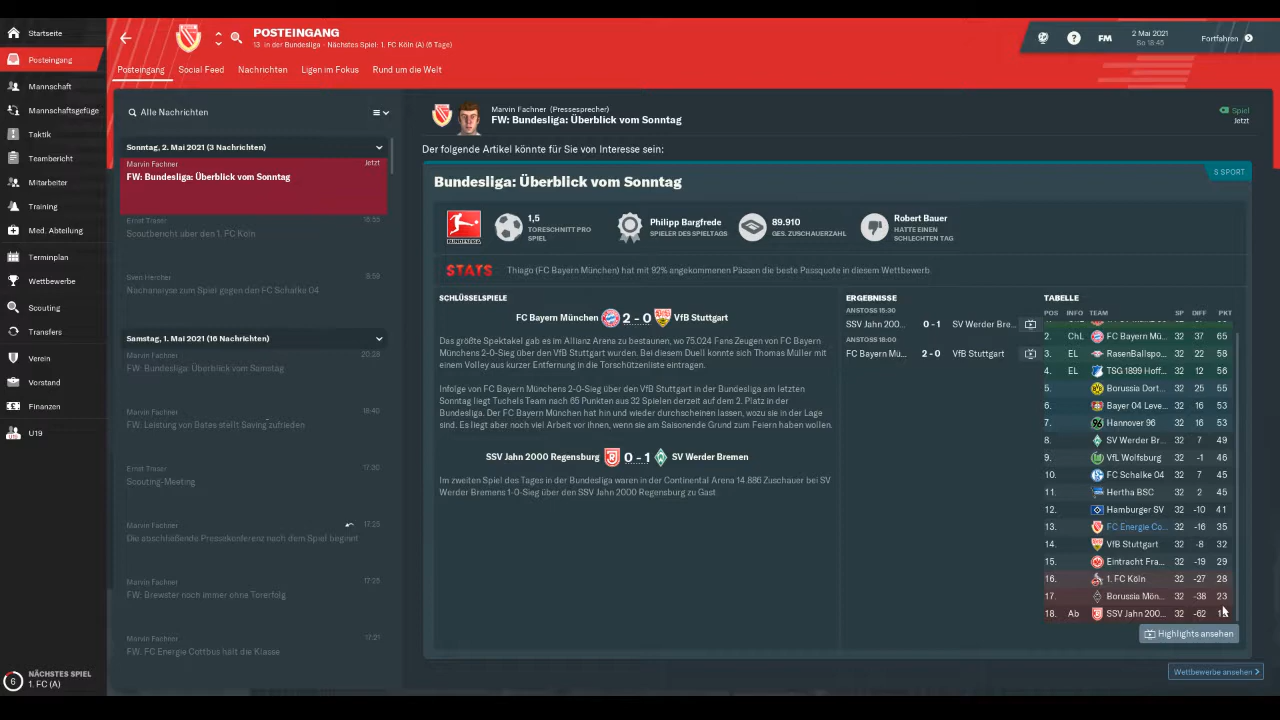 Startseite
Posteingang
Mannschaft
Mannschaftsgefüge
Taktik
Teambericht
Mitarbeiter
Training
Med. Abteilung
Terminplan
Wettbewerbe
Scouting
Transfers
Verein
Vorstand
Finanzen
U19
U19
6
NÄCHSTES SPIEL
1. FC (A)
POSTEINGANG
13. in der Bundesliga - Nächstes Spiel: 1. FC Köln (A) (6 Tage)
?
FM
2 Mai 2021
So 18:45
Fortfahren
Posteingang
Social Feed
Nachrichten
Ligen im Fokus
Rund um die Welt
Alle Nachrichten
Sonntag, 2. Mai 2021 (3 Nachrichten)
Marvin Fachner
Jetzt
FW: Bundesliga: Überblick vom Sonntag
Ernst Traser
Scoutbericht über den 1. FC Köln
Sven Hercher
8:59
Nachanalyse zum Spiel gegen den FC Schalke 04
Samstag, 1. Mai 2021 (16 Nachrichten)
Marvin Fachner
20:28
FW: Bundesliga: Überblick vom Samstag
Marvin Fachner
18:40
FW: Leistung von Bates stellt Saving zufrieden
Ernst Traser
17:30
Scouting-Meeting
Marvin Fachner
17:25
Die abschließende Pressekonferenz nach dem Spiel beginnt
Marvin Fachner
17:25
FW: Brewster noch immer ohne Torerfolg
Marvin Fachner
17:21
FW: FC Energie Cottbus hält die Klasse
Marvin Fachner (Pressesprecher)
FW: Bundesliga: Überblick vom Sonntag
Spiel
Jetzt
Der folgende Artikel könnte für Sie von Interesse sein:
S SPORT
Bundesliga: Überblick vom Sonntag
BUNDESLIGA
1,5
TORESCHNITT PRO
SPIEL
Philipp Bargfrede
SPIELER DES SPIELTAGS
89.910
GES. ZUSCHAUERZAHL
Robert Bauer
HATTE EINEN
SCHLECHTEN TAG
STATS
Thiago (FC Bayern München) hat mit 92% angekommenen Pässen die beste Passquote in diesem Wettbewerb.
SCHLÜSSELSPIELE
FC Bayern München 2 - 0 VfB Stuttgart
Das größte Spektakel gab es im Allianz Arena zu bestaunen, wo 75.024 Fans Zeugen von FC Bayern
Münchens 2-0-Sieg über den VfB Stuttgart wurden. Bei diesem Duell konnte sich Thomas Müller mit
einem Volley aus kurzer Entfernung in die Torschützenliste eintragen.
Infolge von FC Bayern Münchens 2-0-Sieg über den VfB Stuttgart in der Bundesliga am letzten
Sonntag liegt Tuchels Team nach 65 Punkten aus 32 Spielen derzeit auf dem 2. Platz in der
Bundesliga. Der FC Bayern München hat hin und wieder durchscheinen lassen, wozu sie in der Lage
sind. Es liegt aber noch viel Arbeit vor ihnen, wenn sie am Saisonende Grund zum Feiern haben wollen.
SSV Jahn 2000 Regensburg 0 - 1 SV Werder Bremen
Im zweiten Spiel des Tages in der Bundesliga waren in der Continental Arena 14.886 Zuschauer bei SV
Werder Bremens 1-0-Sieg über den SSV Jahn 2000 Regensburg zu Gast
ERGEBNISSE
ANSTOSS 15:30
SSV Jahn 200... 0 - 1 SV Werder Bre...
ANSTOSS 18:00
FC Bayern Mü... 2 - 0 VfB Stuttgart
TABELLE
POS INFO TEAM SP DIFF PKT
2. ChL FC Bayern Mü... 32 37 65
3. EL RasenBallspo... 32 22 58
4. EL TSG 1899 Hoff... 32 12 56
5. Borussia Dort... 32 25 55
6. Bayer 04 Leve... 32 16 53
7. Hannover 96 32 16 53
8. SV Werder Br... 32 7 49
9. VfL Wolfsburg 32 -1 46
10. FC Schalke 04 32 7 45
11. Hertha BSC 32 2 45
12. Hamburger SV 32 -10 41
13. FC Energie Co... 32 -16 35
14. VfB Stuttgart 32 -8 32
15. Eintracht Fra... 32 -19 29
16. 1. FC Köln 32 -27 28
17. Borussia Mön... 32 -38 23
18. Ab SSV Jahn 200... 32 -62
Highlights ansehen
Wettbewerbe ansehen